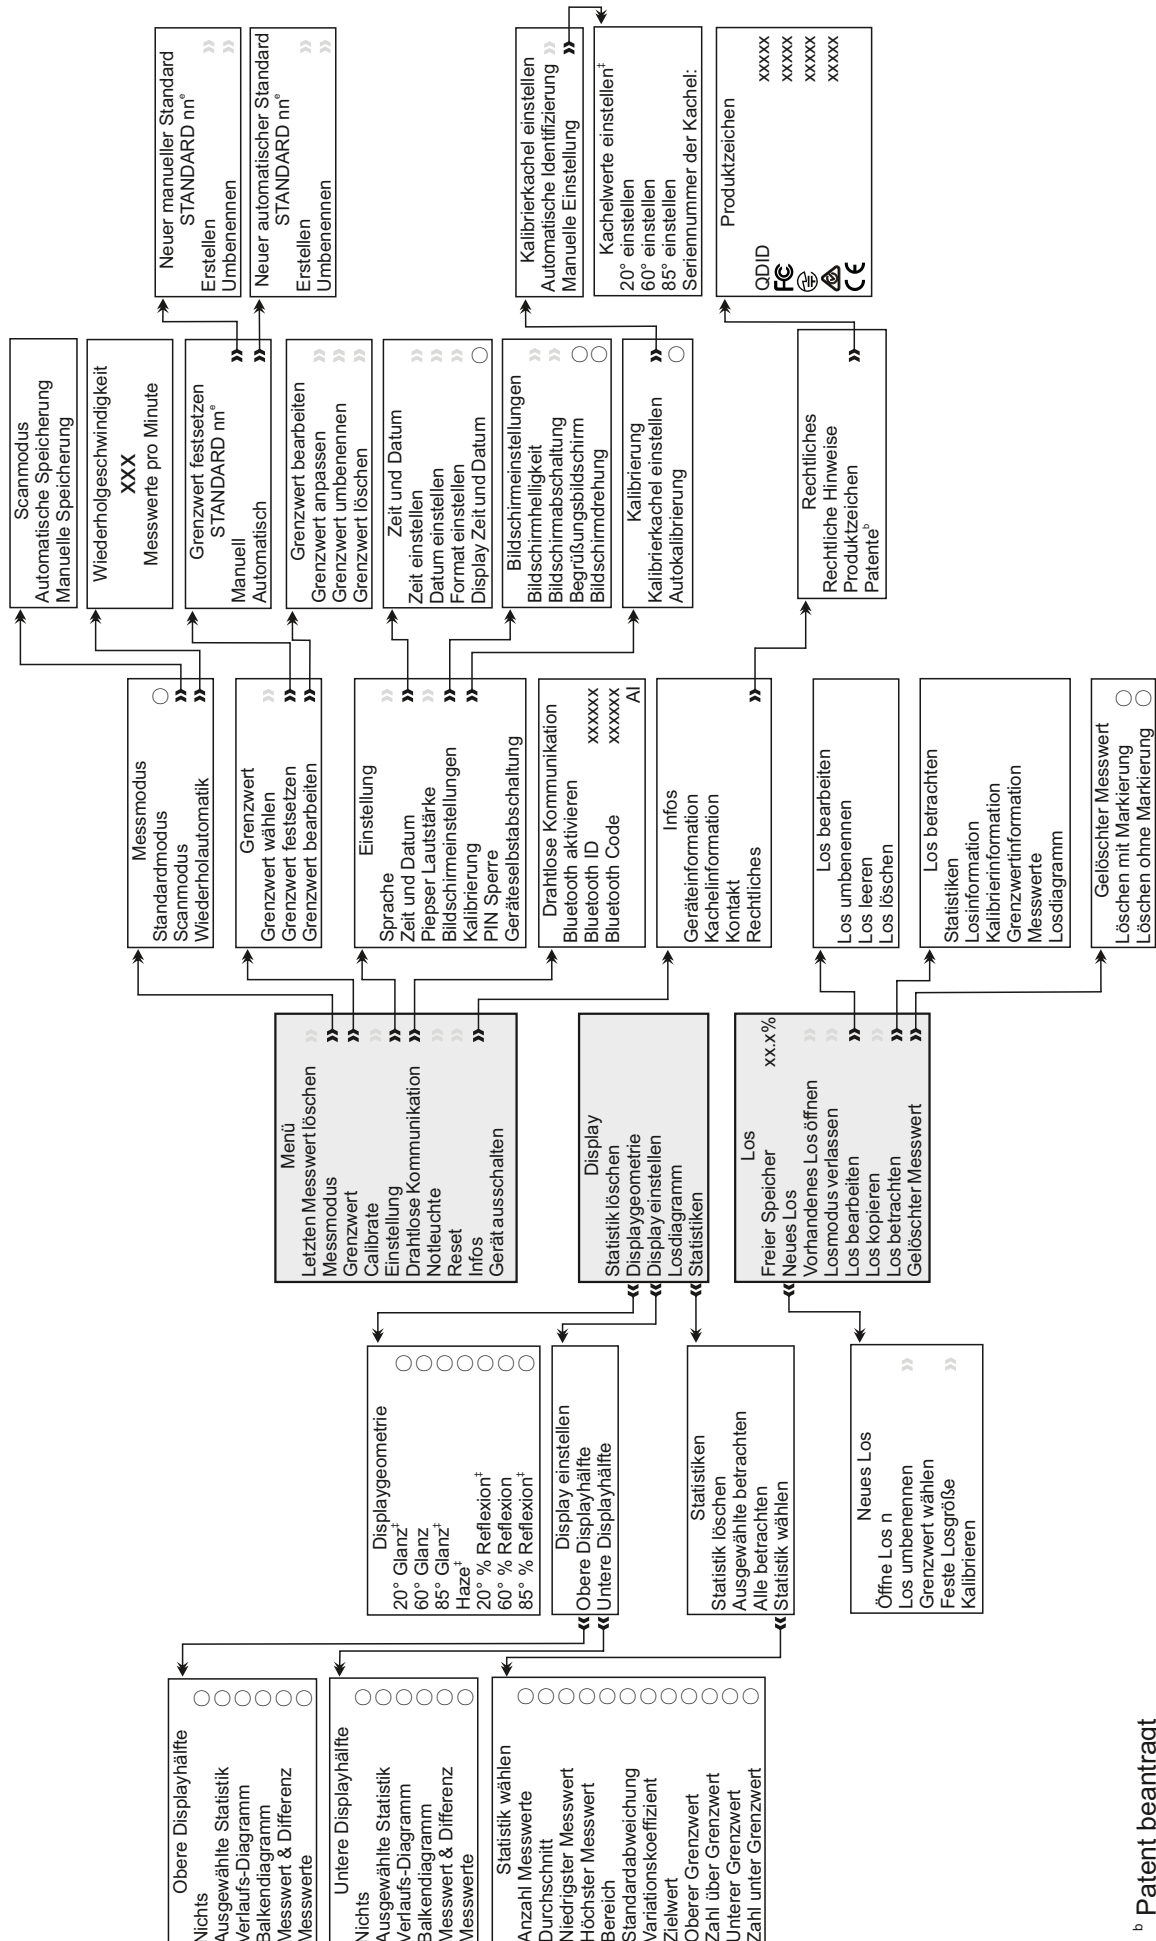 Obere Displayhälfte
Nichts
Ausgewählte Statistik
Verlaufs-Diagramm
Balkendiagramm
Messwert & Differenz
Messwerte
Untere Displayhälfte
Nichts
Ausgewählte Statistik
Verlaufs-Diagramm
Balkendiagramm
Messwert & Differenz
Messwerte
Statistik wählen
Anzahl Messwerte
Durchschnitt
Niedrigster Messwert
Höchster Messwert
Bereich
Standardabweichung
Variationskoeffizient
Zielwert
Oberer Grenzwert
Zahl über Grenzwert
Unterer Grenzwert
Zahl unter Grenzwert
Displaygeometrie
20° Glanz‡
60° Glanz
85° Glanz‡
Haze‡
20° % Reflexion‡
60° % Reflexion
85° % Reflexion‡
Display einstellen
Obere Displayhälfte
Untere Displayhälfte
Statistiken
Statistik löschen
Ausgewählte betrachten
Alle betrachten
Statistik wählen
Neues Los
Öffne Los n
Los umbenennen
Grenzwert wählen
Feste Losgröße
Kalibrieren
Menü
Letzten Messwert löschen
Messmodus
Grenzwert
Calibrate
Einstellung
Drahtlose Kommunikation
Notleuchte
Reset
Infos
Gerät ausschalten
Display
Statistik löschen
Displaygeometrie
Display einstellen
Losdiagramm
Statistiken
Los
Freier Speicher xx.x%
Neues Los
Vorhandenes Los öffnen
Losmodus verlassen
Los bearbeiten
Los kopieren
Los betrachten
Gelöschter Messwert
Messmodus
Standardmodus
Scanmodus
Wiederholautomatik
Grenzwert
Grenzwert wählen
Grenzwert festsetzen
Grenzwert bearbeiten
Einstellung
Sprache
Zeit und Datum
Piepser Lautstärke
Bildschirmeinstellungen
Kalibrierung
PIN Sperre
Geräteselbstabschaltung
Drahtlose Kommunikation
Bluetooth aktivieren
Bluetooth ID xxxxxx
Bluetooth Code xxxxxx
AI
Infos
Geräteinformation
Kachelinformation
Kontakt
Rechtliches
Los bearbeiten
Los umbenennen
Los leeren
Los löschen
Los betrachten
Statistiken
Losinformation
Kalibrierinformation
Grenzwertinformation
Messwerte
Losdiagramm
Gelöschter Messwert
Löschen mit Markierung
Löschen ohne Markierung
Scanmodus
Automatische Speicherung
Manuelle Speicherung
Wiederholgeschwindigkeit
XXX
Messwerte pro Minute
Grenzwert festsetzen
STANDARD nnᵉ
Manuell
Automatisch
Grenzwert bearbeiten
Grenzwert anpassen
Grenzwert umbenennen
Grenzwert löschen
Zeit und Datum
Zeit einstellen
Datum einstellen
Format einstellen
Display Zeit und Datum
Bildschirmeinstellungen
Bildschirmhelligkeit
Bildschirmabschaltung
Begrüßungsbildschirm
Bildschirmdrehung
Kalibrierung
Kalibrierkachel einstellen
Autokalibrierung
Rechtliches
Rechtliche Hinweise
Produktzeichen
Patenteᵇ
Neuer manueller Standard
STANDARD nnᵉ
Erstellen
Umbenennen
Neuer automatischer Standard
STANDARD nnᵉ
Erstellen
Umbenennen
Kalibrierkachel einstellen
Automatische Identifizierung
Manuelle Einstellung
Kachelwerte einstellen‡
20° einstellen
60° einstellen
85° einstellen
Seriennummer der Kachel:
Produktzeichen
QDID xxxxx
FC xxxxx
xxxxx
CE xxxxx
ᵇ Patent beantragt